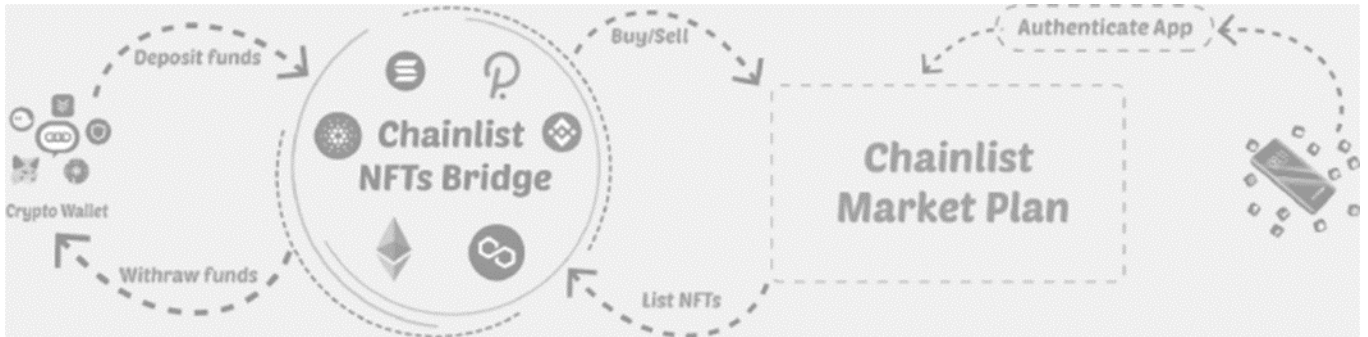 Deposit funds
Buy/Sell
Authenticate App
Chainlist
NFTs Bridge
Chainlist
Market Plan
Crypto Wallet
Withraw funds
List NFTs